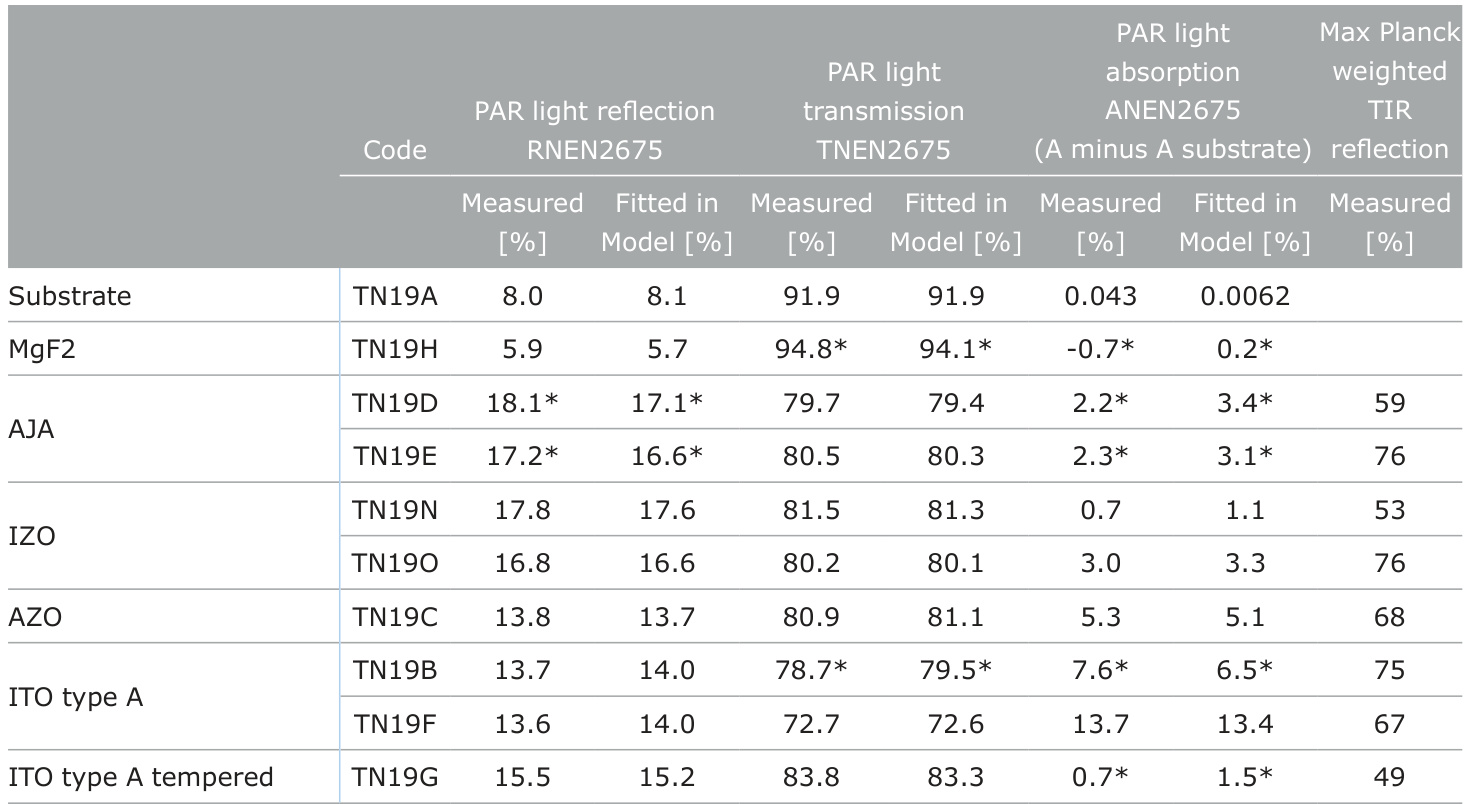 Code PAR light reflection RNEN2675 PAR light transmission TNEN2675 PAR light absorption ANEN2675 (A minus A substrate) Max Planck weighted TIR reflection
Measured [%] Fitted in Model [%] Measured [%] Fitted in Model [%] Measured [%] Fitted in Model [%] Measured [%]
Substrate TN19A 8.0 8.1 91.9 91.9 0.043 0.0062
MgF2 TN19H 5.9 5.7 94.8* 94.1* -0.7* 0.2*
AJA TN19D 18.1* 17.1* 79.7 79.4 2.2* 3.4* 59
TN19E 17.2* 16.6* 80.5 80.3 2.3* 3.1* 76
IZO TN19N 17.8 17.6 81.5 81.3 0.7 1.1 53
TN19O 16.8 16.6 80.2 80.1 3.0 3.3 76
AZO TN19C 13.8 13.7 80.9 81.1 5.3 5.1 68
ITO type A TN19B 13.7 14.0 78.7* 79.5* 7.6* 6.5* 75
TN19F 13.6 14.0 72.7 72.6 13.7 13.4 67
ITO type A tempered TN19G 15.5 15.2 83.8 83.3 0.7* 1.5* 49